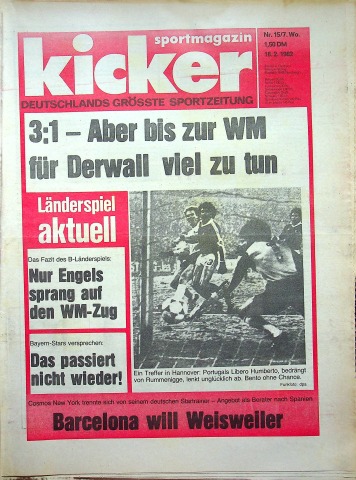 sportmagazin
kicker
Nr. 15/7. Wo.
1,50 DM
18. 2. 1982
DEUTSCHLANDS GRÖSSTE SPORTZEITUNG
3:1 – Aber bis zur WM
für Derwall viel zu tun
Länderspiel
aktuell
Das Fazit des B-Länderspiels:
Nur Engels
sprang auf
den WM-Zug
Bayern-Stars versprechen:
Das passiert
nicht wieder!
Ein Treffer in Hannover: Portugals Libero Humberto, bedrängt
von Rummenigge, lenkt unglücklich ab. Bento ohne Chance.
Funkfoto: dpa
Cosmos New York trennte sich von seinem deutschen Startrainer – Angebot als Berater nach Spanien
Barcelona will Weisweiler